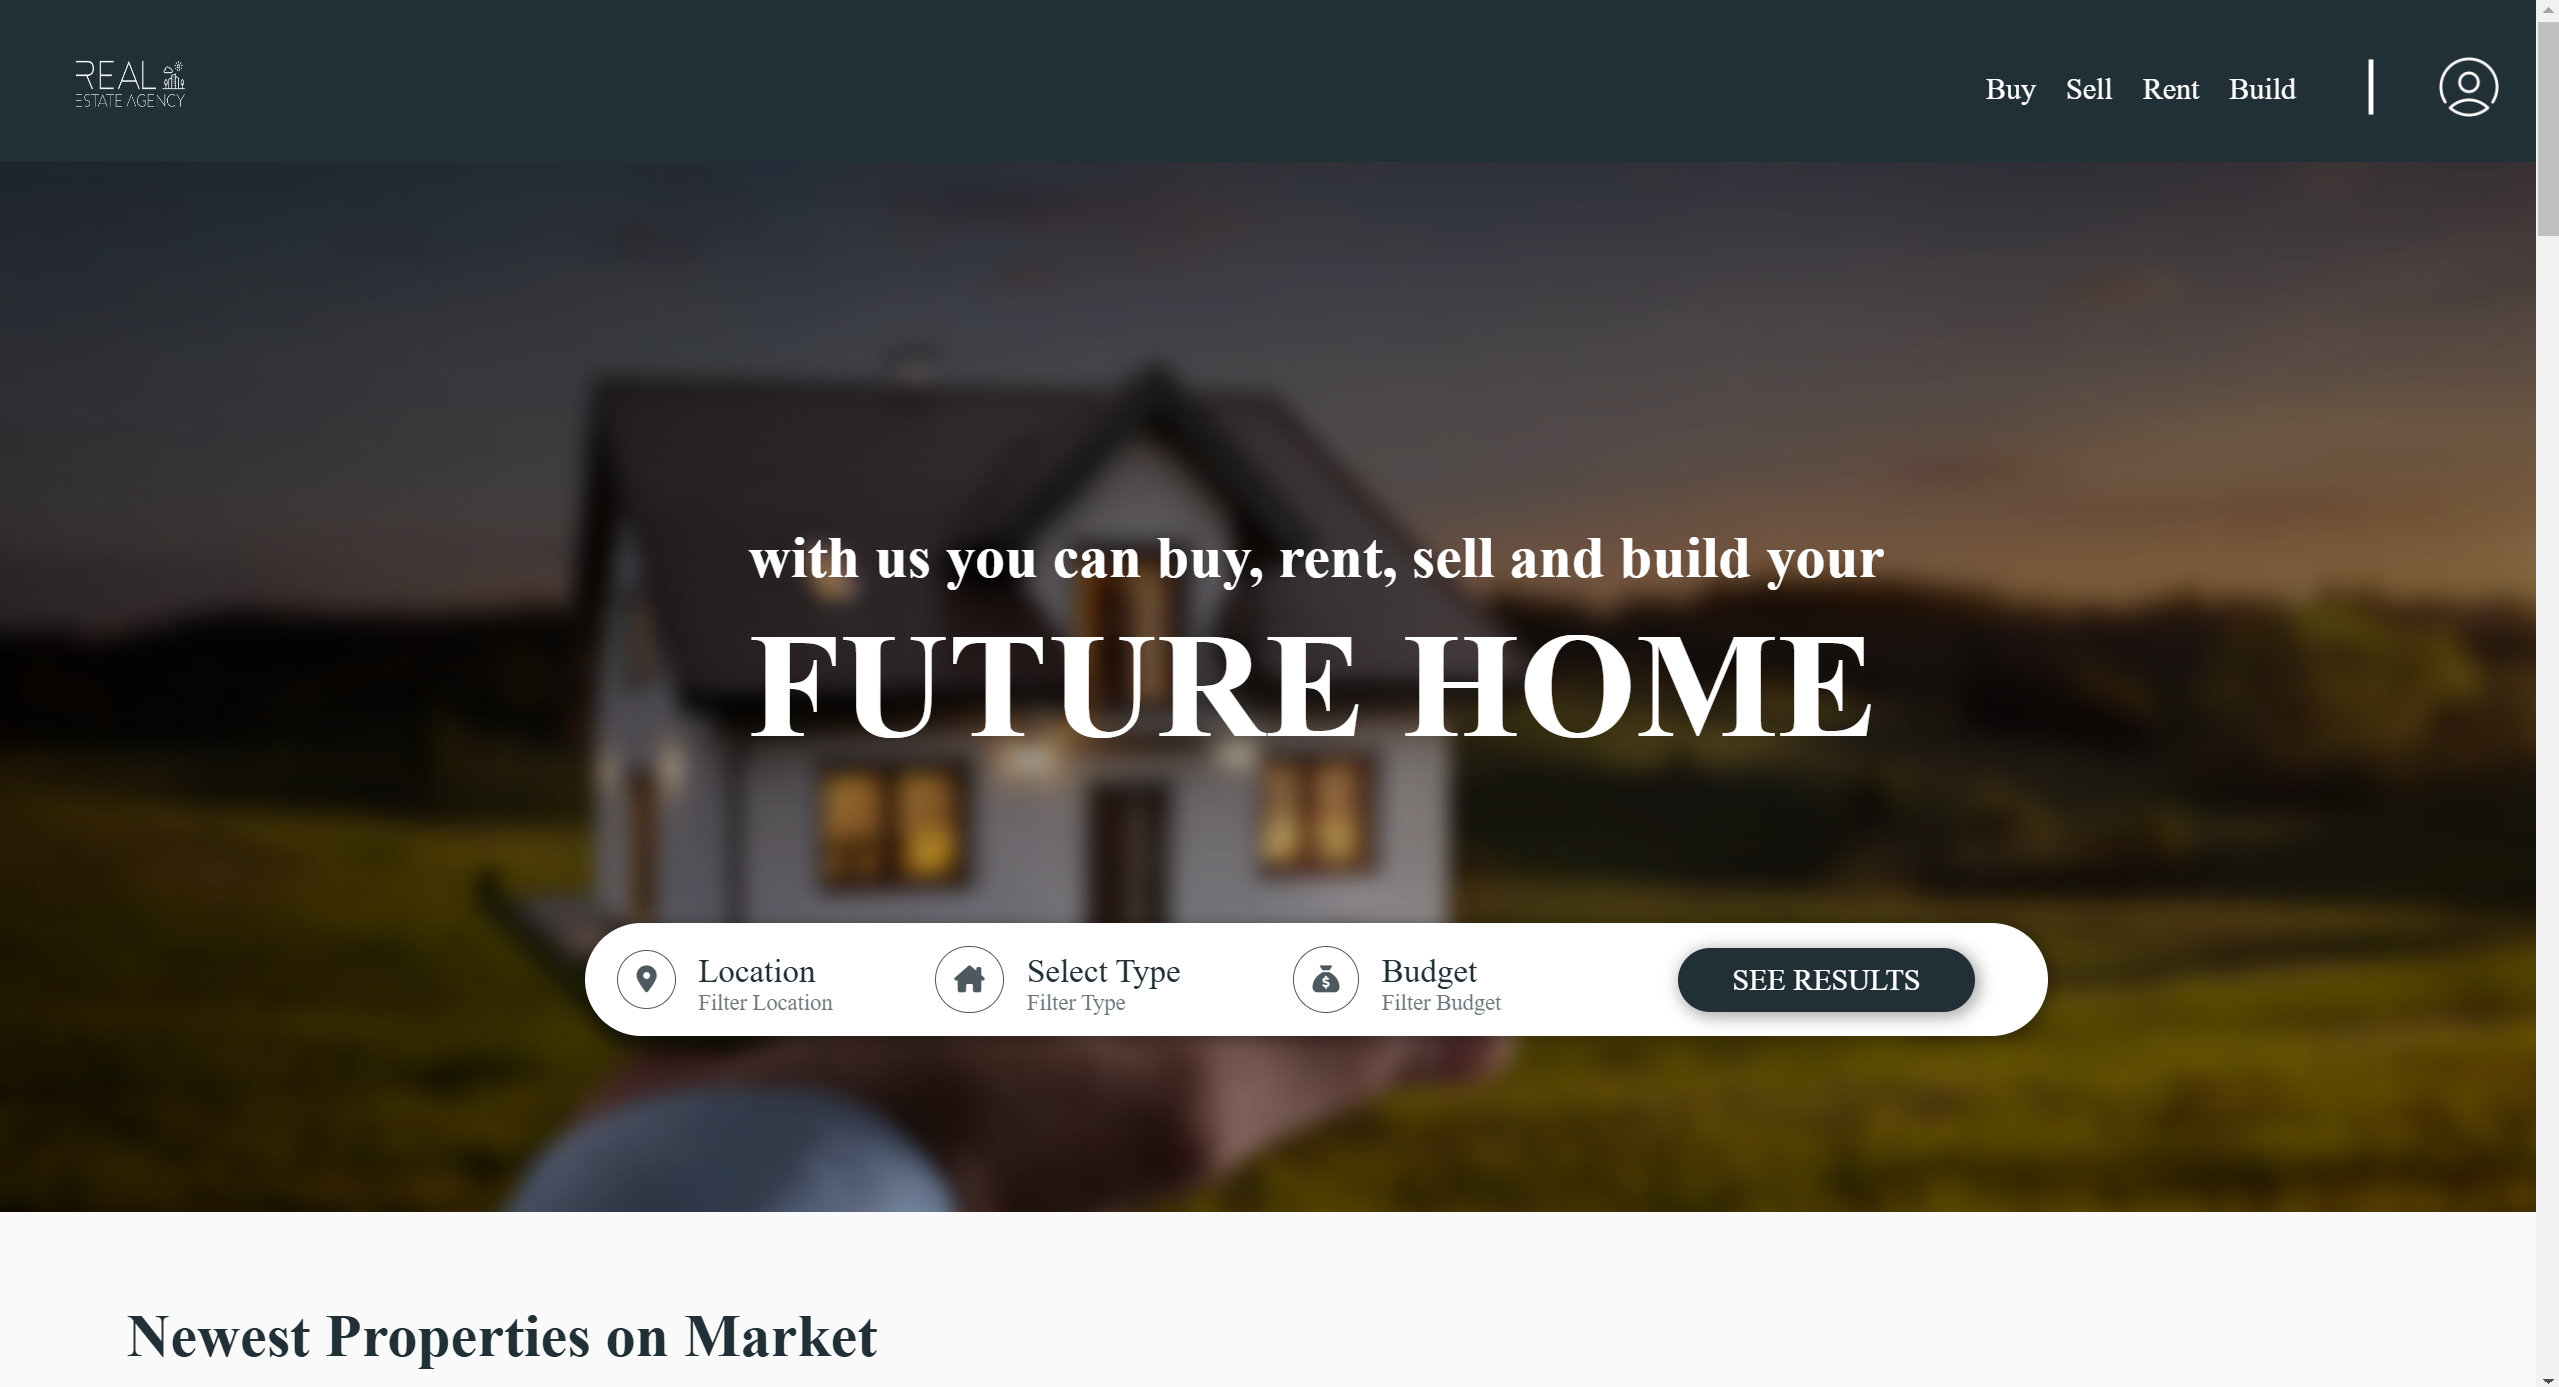 REAL
ESTATE AGENCY
Buy Sell Rent Build
with us you can buy, rent, sell and build your
FUTURE HOME
Location
Filter Location
Select Type
Filter Type
Budget
Filter Budget
SEE RESULTS
Newest Properties on Market